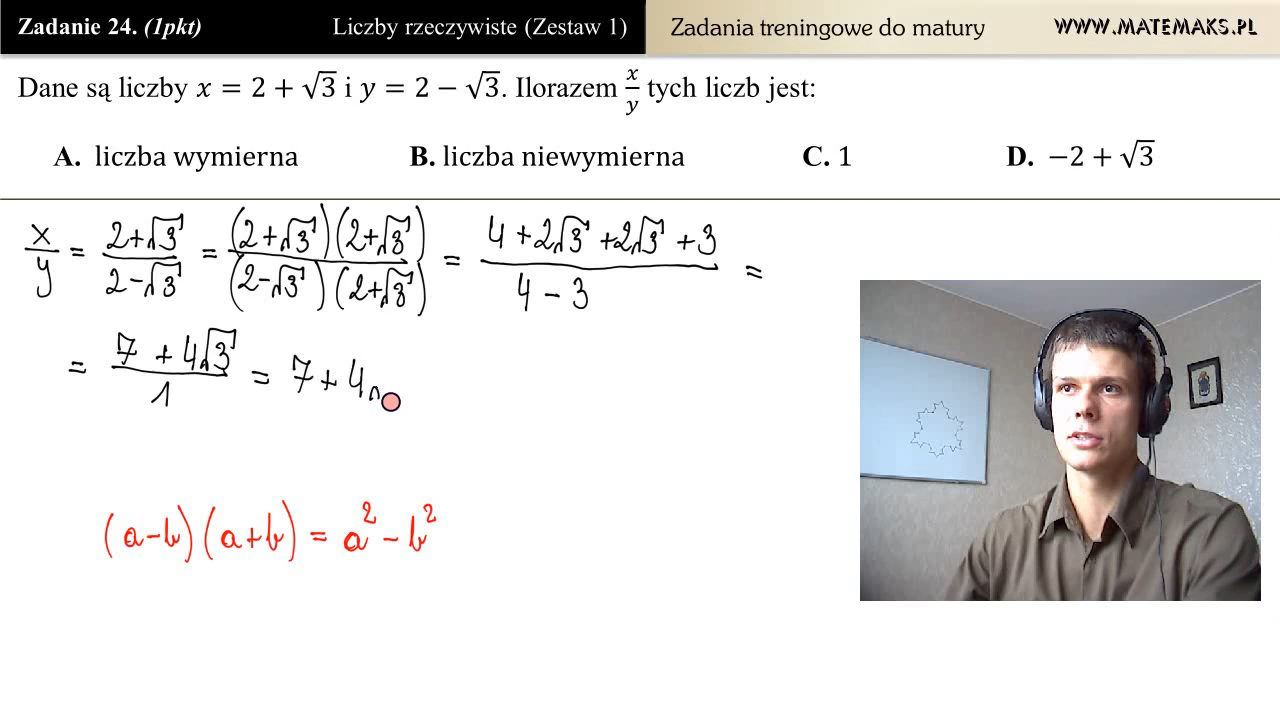 Zadanie 24. (1pkt) Liczby rzeczywiste (Zestaw 1) Zadania treningowe do matury WWW.MATEMAKS.PL
Dane są liczby x = 2 + √3 i y = 2 − √3. Ilorazem x/y tych liczb jest:
A. liczba wymierna B. liczba niewymierna C. 1 D. −2 + √3
x/y = (2+√3)/(2−√3) = ((2+√3)(2+√3))/((2−√3)(2+√3)) = (4+2√3+2√3+3)/(4−3) =
= (7+4√3)/1 = 7+4
(a−b)(a+b) = a²−b²